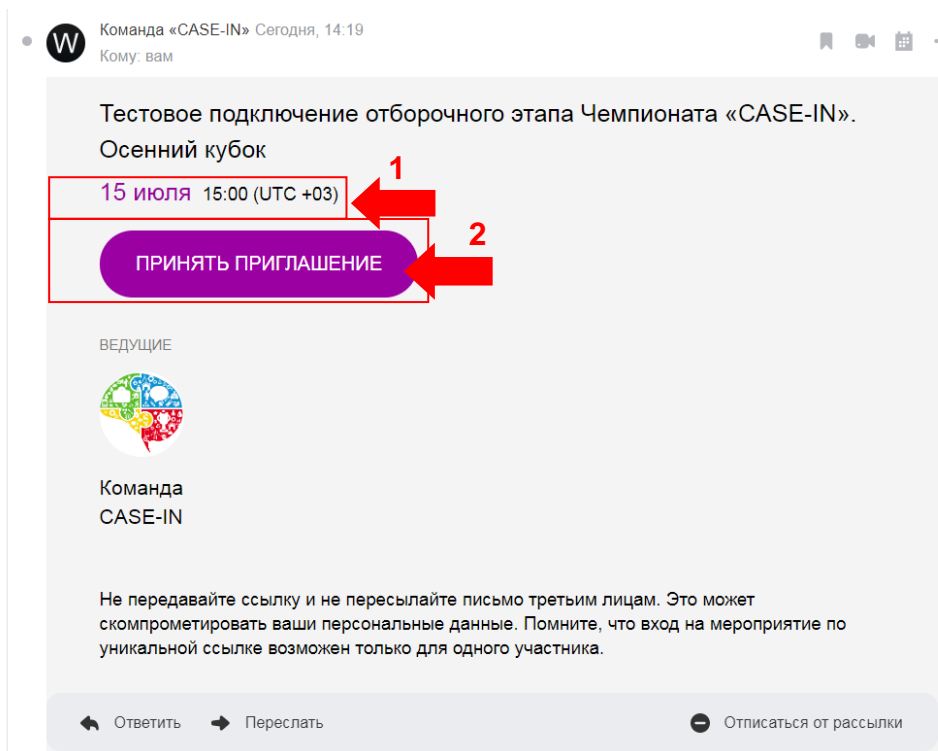 W
Команда «CASE-IN» Сегодня, 14:19
Кому: вам
Тестовое подключение отборочного этапа Чемпионата «CASE-IN».
Осенний кубок
1
15 июля 15:00 (UTC +03)
2
ПРИНЯТЬ ПРИГЛАШЕНИЕ
ВЕДУЩИЕ
Команда
CASE-IN
Не передавайте ссылку и не пересылайте письмо третьим лицам. Это может
скомпрометировать ваши персональные данные. Помните, что вход на мероприятие по
уникальной ссылке возможен только для одного участника.
Ответить Переслать Отписаться от рассылки